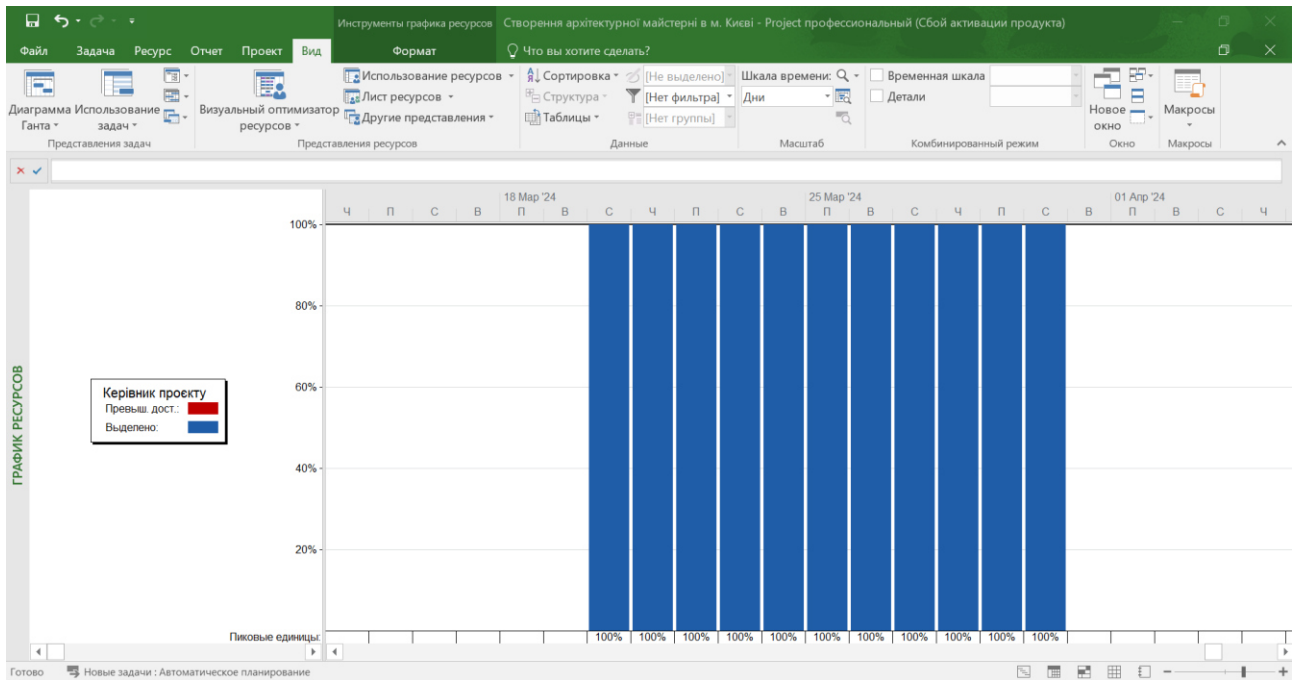 Инструменты графика ресурсов Створення архітектурної майстерні в м. Києві - Project профессиональный (Сбой активации продукта)
Файл Задача Ресурс Отчет Проект Вид Формат Что вы хотите сделать?
Диаграмма Ганта
Использование задач
Представления задач
Визуальный оптимизатор ресурсов
Использование ресурсов
Лист ресурсов
Другие представления
Представления ресурсов
Сортировка
Структура
Таблицы
[Не выделено]
[Нет фильтра]
[Нет группы]
Данные
Шкала времени:
Дни
Масштаб
Временная шкала
Детали
Комбинированный режим
Новое окно
Окно
Макросы
Макросы
18 Мар '24 25 Мар '24 01 Апр '24
Ч П С В П В С Ч П С В П В С Ч П С В П В С Ч
100%
80%
60%
40%
20%
ГРАФИК РЕСУРСОВ
Керівник проєкту
Превыш. дост.:
Выделено:
Пиковые единицы: 100% 100% 100% 100% 100% 100% 100% 100% 100% 100% 100%
Готово Новые задачи : Автоматическое планирование